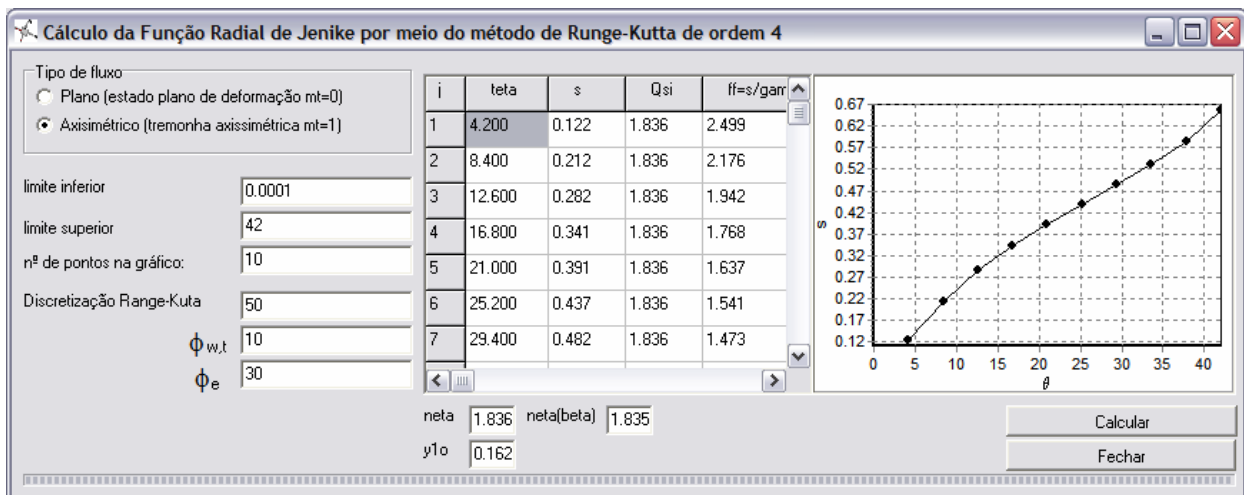 Cálculo da Função Radial de Jenike por meio do método de Runge-Kutta de ordem 4
Tipo de fluxo
Plano (estado plano de deformação mt=0)
Axisimétrico (tremonha axissimétrica mt=1)
limite inferior 0.0001
limite superior 42
nº de pontos na gráfico: 10
Discretização Range-Kuta 50
ϕw,t 10
ϕe 30
i teta s Qsi ff=s/gam
1 4.200 0.122 1.836 2.499
2 8.400 0.212 1.836 2.176
3 12.600 0.282 1.836 1.942
4 16.800 0.341 1.836 1.768
5 21.000 0.391 1.836 1.637
6 25.200 0.437 1.836 1.541
7 29.400 0.482 1.836 1.473
0.67
0.62
0.57
0.52
0.47
0.42
0.37
0.32
0.27
0.22
0.17
0.12
s
0 5 10 15 20 25 30 35 40
θ
neta 1.836 neta(beta) 1.835
y1o 0.162
Calcular
Fechar